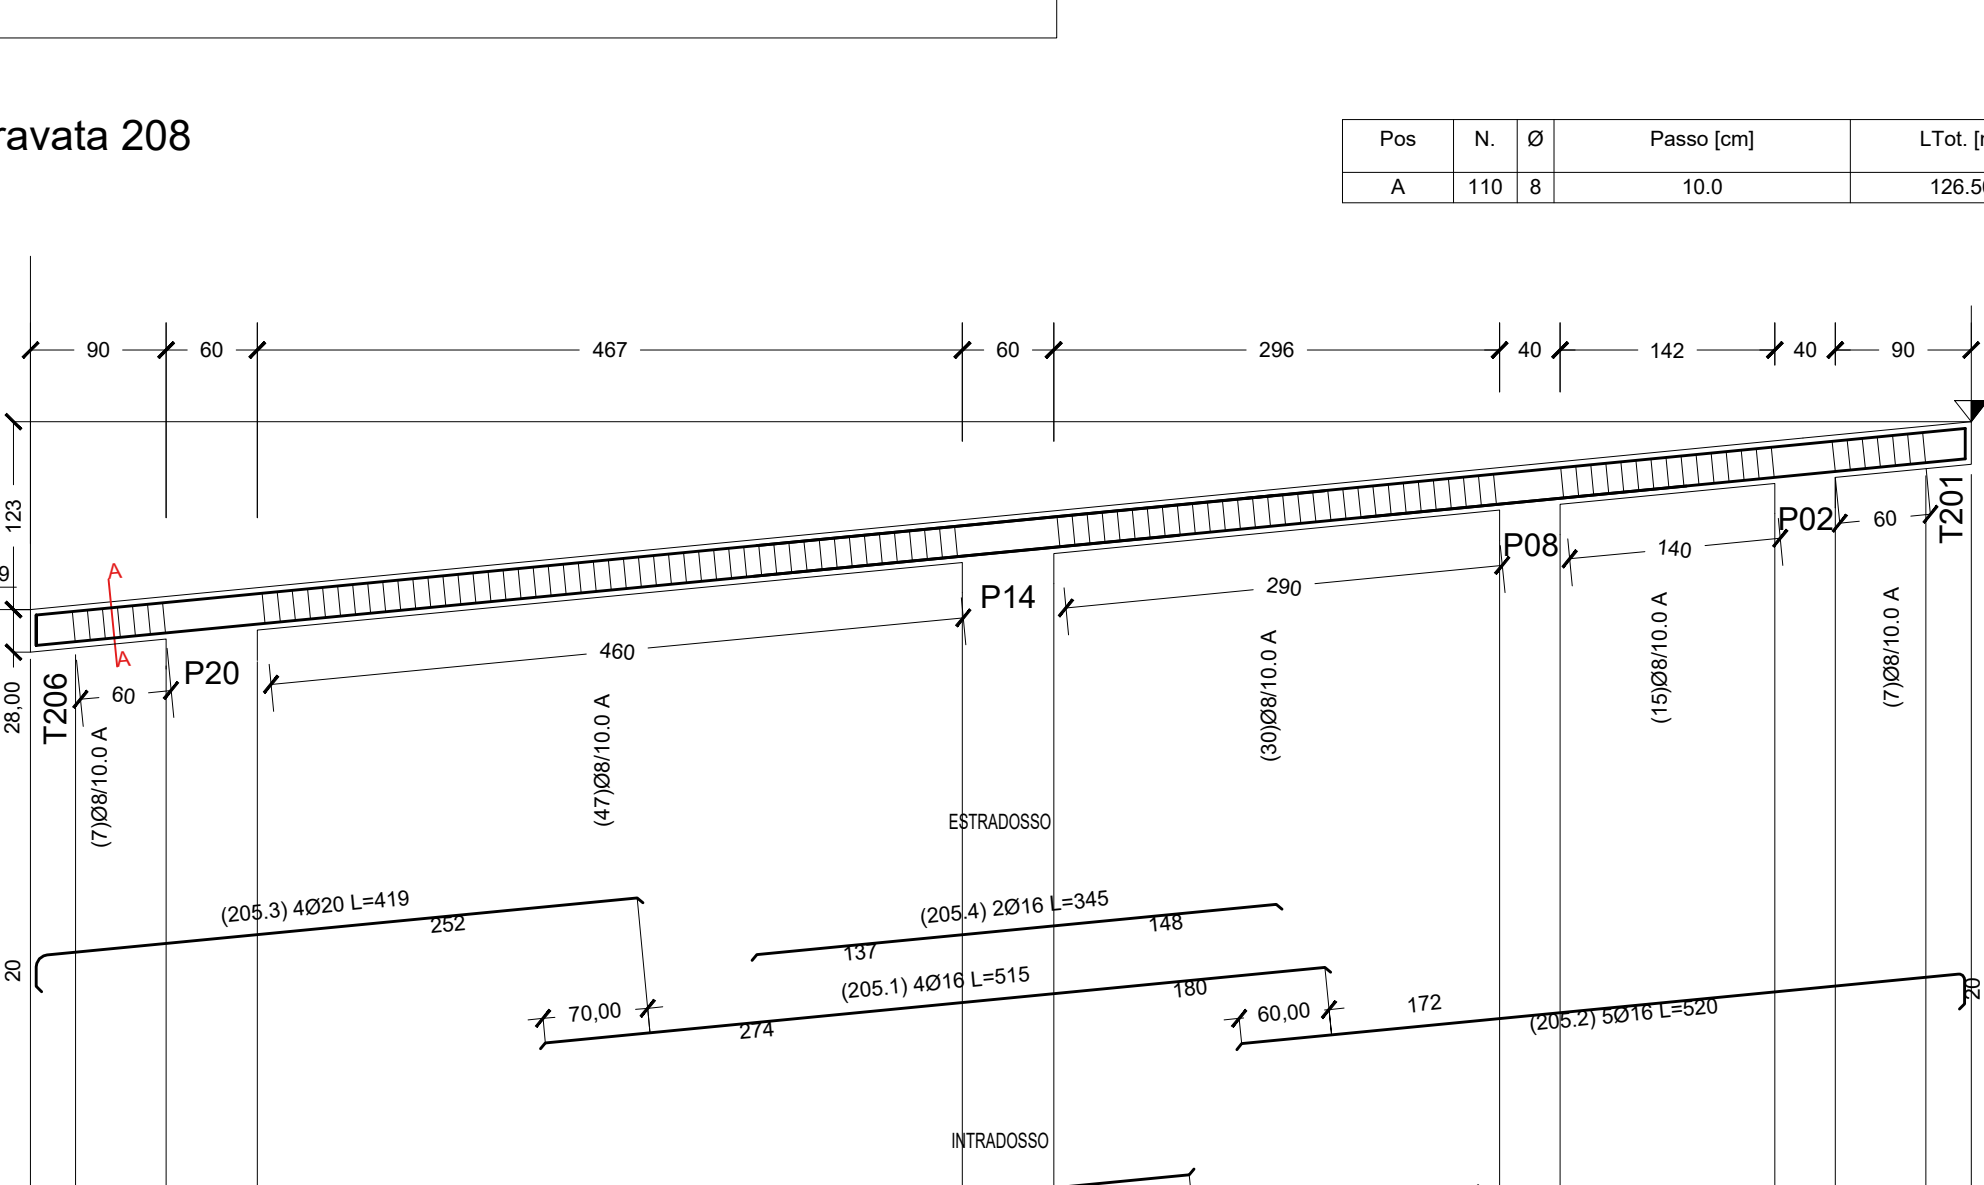 ravata 208
Pos N. Ø Passo [cm] LTot. [
A 110 8 10.0 126.5
90 60 467 60 296 40 142 40 90
123
9
28,00
20
A
A
T206
P20
P14
P08
P02
T201
60
460
290
140
60
(7)Ø8/10.0 A
(47)Ø8/10.0 A
(30)Ø8/10.0 A
(15)Ø8/10.0 A
(7)Ø8/10.0 A
ESTRADOSSO
(205.3) 4Ø20 L=419
252
(205.4) 2Ø16 L=345
137
148
(205.1) 4Ø16 L=515
70,00
274
180
60,00
172
(205.2) 5Ø16 L=520
20
INTRADOSSO